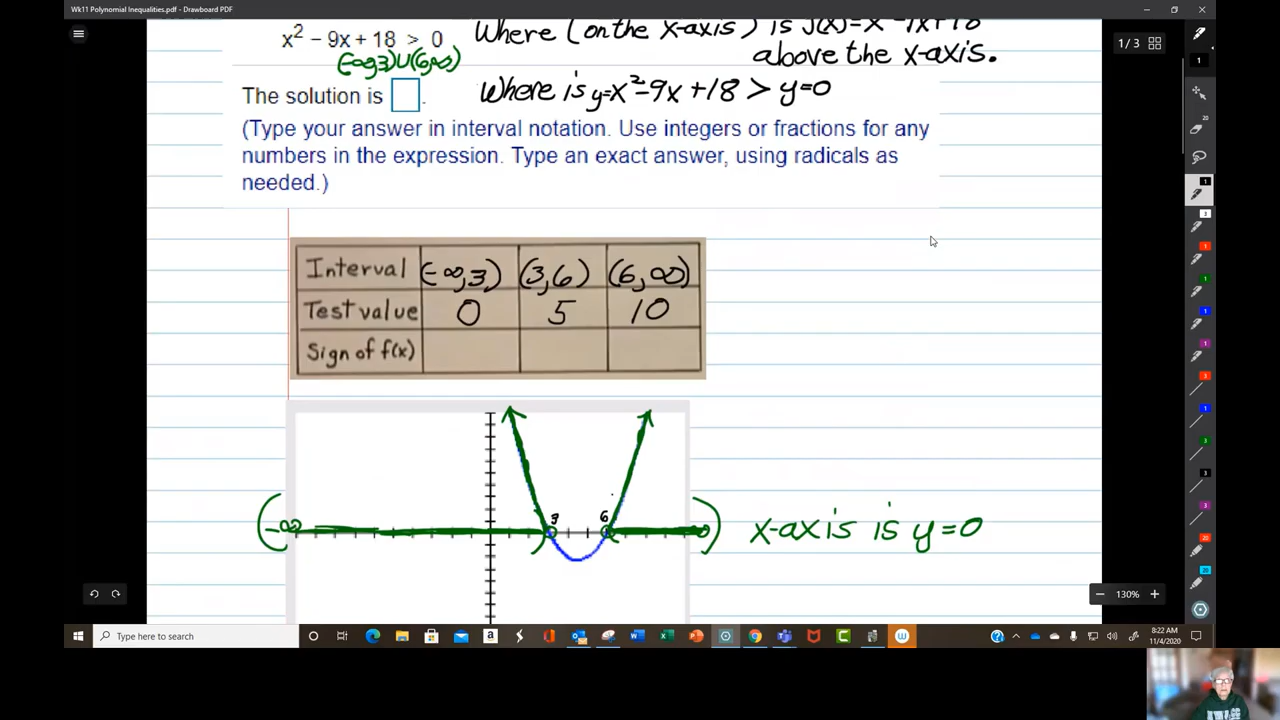 Wk11 Polynomial Inequalities.pdf - Drawboard PDF
1/3
Where (on the x-axis) is
x² − 9x + 18 > 0
above the x-axis.
(-∞,3)∪(6,∞)
The solution is
Where is y=x²-9x+18 > y=0
(Type your answer in interval notation. Use integers or fractions for any
numbers in the expression. Type an exact answer, using radicals as
needed.)
Interval (-∞,3) (3,6) (6,∞)
Test value 0 5 10
Sign of f(x)
3 6
(-∞ ) ∞) x-axis is y=0
130%
Type here to search
8:22 AM
11/4/2020